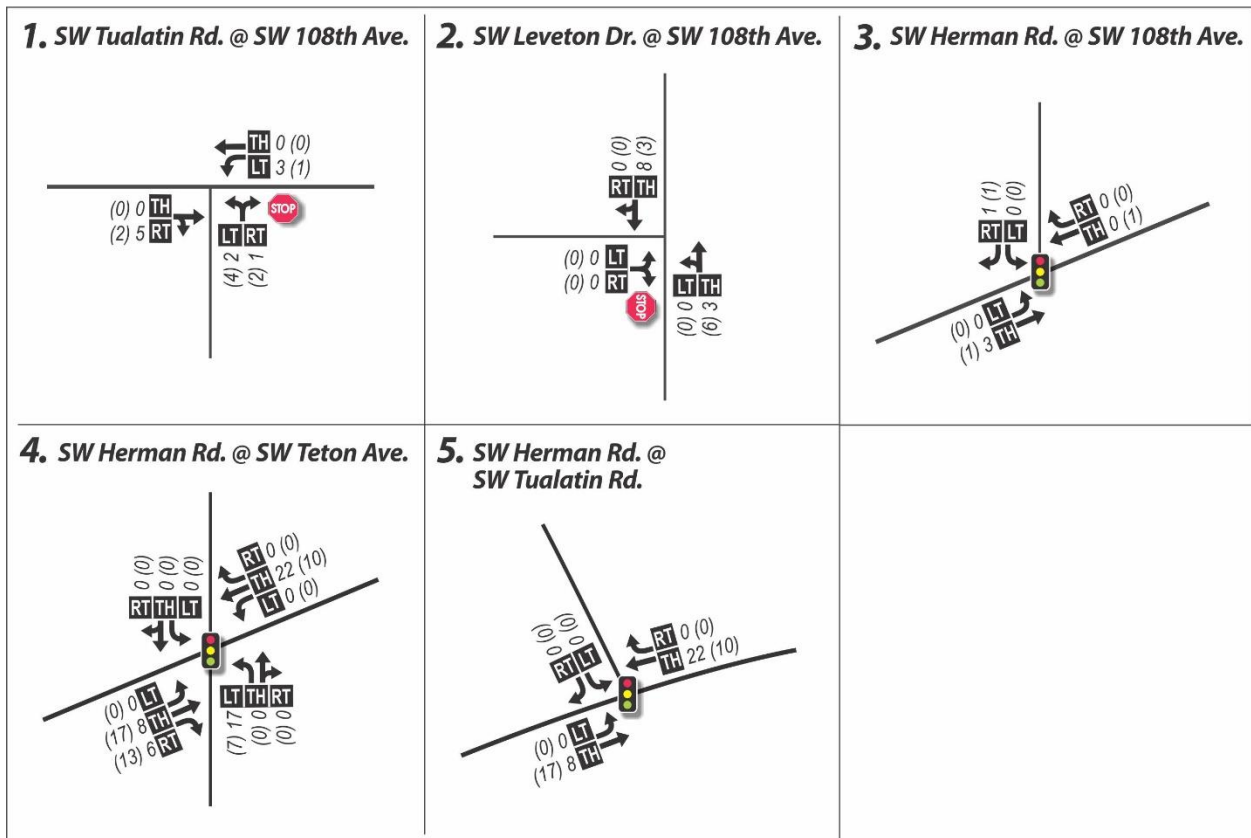 1. SW Tualatin Rd. @ SW 108th Ave.
TH 0 (0)
LT 3 (1)
(0) 0 TH
(2) 5 RT
STOP
LT RT
(4) 2
(2) 1
2. SW Leveton Dr. @ SW 108th Ave.
0 (0)
8 (3)
RT TH
(0) 0 LT
(0) 0 RT
STOP
LT TH
(0) 0
(6) 3
3. SW Herman Rd. @ SW 108th Ave.
1 (1)
0 (0)
RT LT
RT 0 (0)
TH 0 (1)
(0) 0 LT
(1) 3 TH
4. SW Herman Rd. @ SW Teton Ave.
0 (0)
0 (0)
0 (0)
RT TH LT
RT 0 (0)
TH 22 (10)
LT 0 (0)
(0) 0 LT
(17) 8 TH
(13) 6 RT
LT TH RT
(7) 17
(0) 0
(0) 0
5. SW Herman Rd. @
SW Tualatin Rd.
(0) 0
(0) 0
RT LT
RT 0 (0)
TH 22 (10)
(0) 0 LT
(17) 8 TH